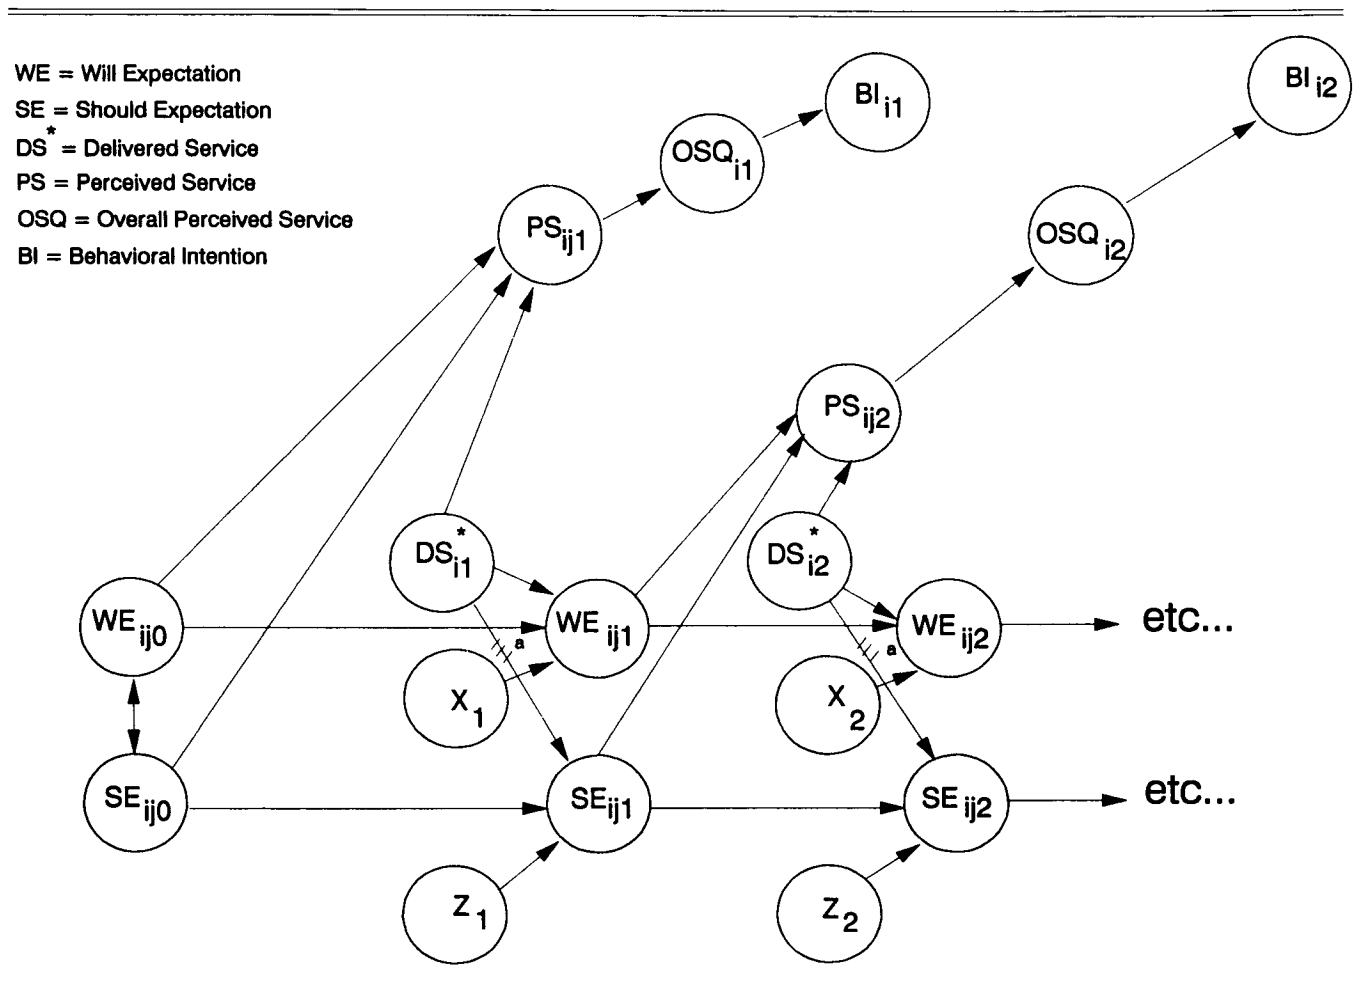 WE = Will Expectation
SE = Should Expectation
DS* = Delivered Service
PS = Perceived Service
OSQ = Overall Perceived Service
BI = Behavioral Intention
BI i1
BI i2
OSQ i1
PS ij1
OSQ i2
PS ij2
DS* i1
DS* i2
WE ij0
WE ij1
WE ij2
etc...
a
a
X 1
X 2
SE ij0
SE ij1
SE ij2
etc...
Z 1
Z 2